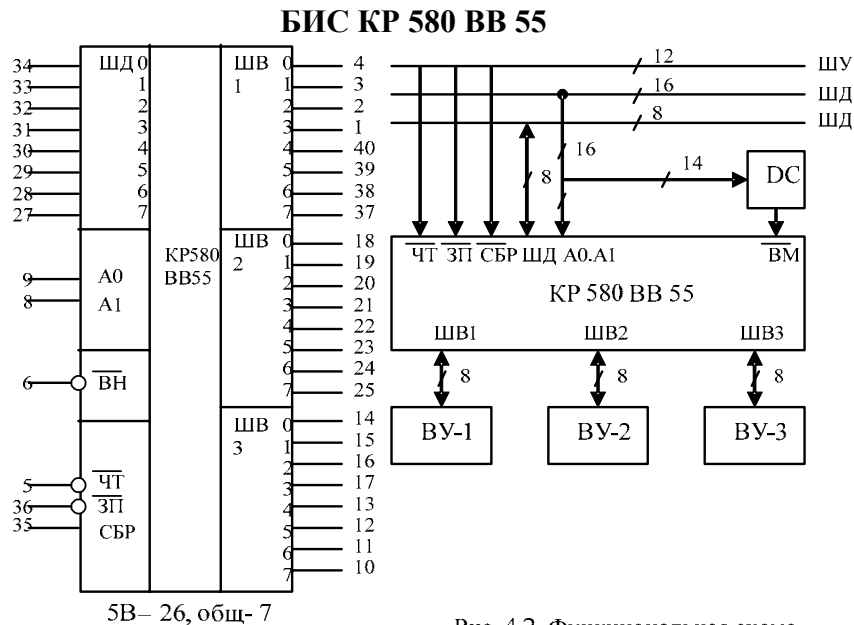 БИС КР 580 ВВ 55
34 ШД 0 ШВ 0 4
33 1 1 1 3
32 2 2 2
31 3 3 1
30 4 4 40
29 5 5 39
28 6 6 38
27 7 7 37
КР580
ВВ55
ШВ 0 18
2 1 19
9 А0 2 20
8 А1 3 21
4 22
5 23
6 ВН 6 24
7 25
ШВ 0 14
3 1 15
2 16
5 ЧТ 3 17
36 ЗП 4 13
35 СБР 5 12
6 11
7 10
5В– 26, общ- 7
12 ШУ
16 ШД
8 ШД
16
8
14
DC
ЧТ ЗП СБР ШД А0.А1 ВМ
КР 580 ВВ 55
ШВ1 ШВ2 ШВ3
8 8 8
ВУ-1 ВУ-2 ВУ-3